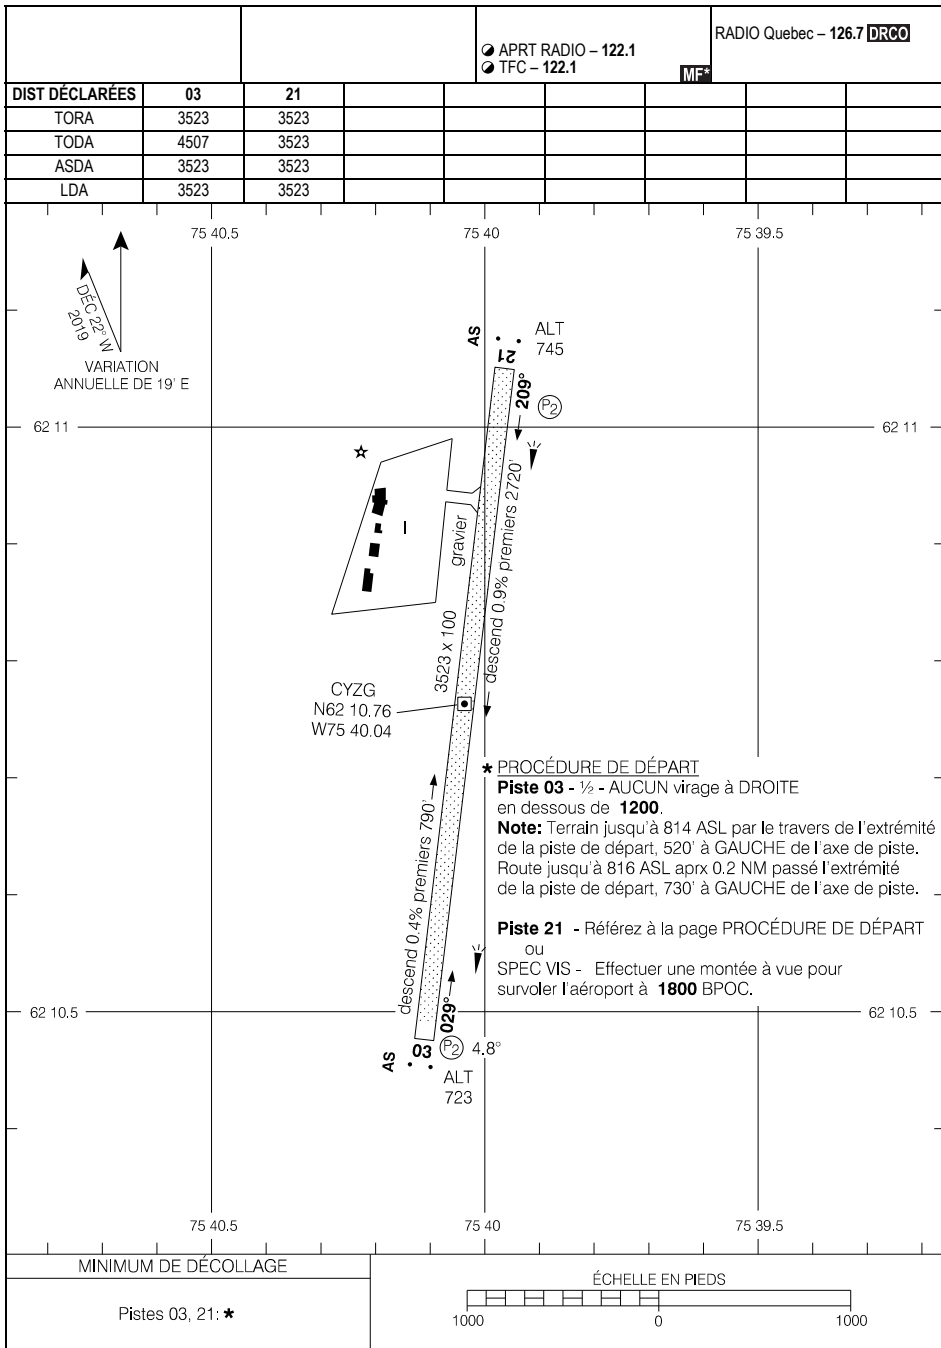 APRT RADIO – 122.1
TFC – 122.1
MF*
RADIO Quebec – 126.7 DRCO
DIST DÉCLARÉES 03 21
TORA 3523 3523
TODA 4507 3523
ASDA 3523 3523
LDA 3523 3523
75 40.5 75 40 75 39.5
DÉC 22° W
2019
VARIATION
ANNUELLE DE 19' E
AS
ALT
745
21
209°
P2
62 11 62 11
descend 0.9% premiers 2720'
gravier
I
3523 x 100
CYZG
N62 10.76
W75 40.04
descend 0.4% premiers 790'
* PROCÉDURE DE DÉPART
Piste 03 - ½ - AUCUN virage à DROITE
en dessous de 1200.
Note: Terrain jusqu'à 814 ASL par le travers de l'extrémité
de la piste de départ, 520' à GAUCHE de l'axe de piste.
Route jusqu'à 816 ASL aprx 0.2 NM passé l'extrémité
de la piste de départ, 730' à GAUCHE de l'axe de piste.
Piste 21 - Référez à la page PROCÉDURE DE DÉPART
ou
SPEC VIS - Effectuer une montée à vue pour
survoler l'aéroport à 1800 BPOC.
62 10.5 62 10.5
029°
AS
03
P2 4.8°
ALT
723
75 40.5 75 40 75 39.5
MINIMUM DE DÉCOLLAGE
Pistes 03, 21: *
ÉCHELLE EN PIEDS
1000 0 1000